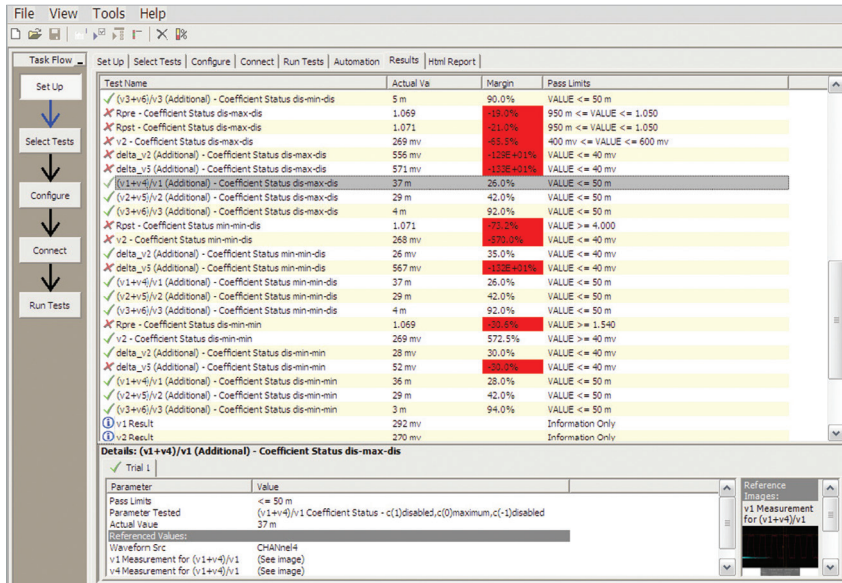 File View Tools Help
Task Flow
Set Up
Select Tests
Configure
Connect
Run Tests
Set Up Select Tests Configure Connect Run Tests Automation Results Html Report
Test Name Actual Va Margin Pass Limits
(v3+v6)/v3 (Additional) - Coefficient Status dis-min-dis 5 m 90.0% VALUE <= 50 m
Rpre - Coefficient Status dis-max-dis 1.069 -19.0% 950 m <= VALUE <= 1.050
Rpst - Coefficient Status dis-max-dis 1.071 -21.0% 950 m <= VALUE <= 1.050
v2 - Coefficient Status dis-max-dis 269 mv -65.5% 400 mv <= VALUE <= 600 mv
delta_v2 (Additional) - Coefficient Status dis-max-dis 556 mv -129E+01% VALUE <= 40 mv
delta_v5 (Additional) - Coefficient Status dis-max-dis 571 mv -133E+01% VALUE <= 40 mv
(v1+v4)/v1 (Additional) - Coefficient Status dis-max-dis 37 m 26.0% VALUE <= 50 m
(v2+v5)/v2 (Additional) - Coefficient Status dis-max-dis 29 m 42.0% VALUE <= 50 m
(v3+v6)/v3 (Additional) - Coefficient Status dis-max-dis 4 m 92.0% VALUE <= 50 m
Rpst - Coefficient Status min-min-dis 1.071 -73.2% VALUE >= 4.000
v2 - Coefficient Status min-min-dis 268 mv -570.0% VALUE <= 40 mv
delta_v2 (Additional) - Coefficient Status min-min-dis 26 mv 35.0% VALUE <= 40 mv
delta_v5 (Additional) - Coefficient Status min-min-dis 567 mv -132E+01% VALUE <= 40 mv
(v1+v4)/v1 (Additional) - Coefficient Status min-min-dis 37 m 26.0% VALUE <= 50 m
(v2+v5)/v2 (Additional) - Coefficient Status min-min-dis 29 m 42.0% VALUE <= 50 m
(v3+v6)/v3 (Additional) - Coefficient Status min-min-dis 4 m 92.0% VALUE <= 50 m
Rpre - Coefficient Status dis-min-min 1.069 -30.6% VALUE >= 1.540
v2 - Coefficient Status dis-min-min 269 mv 572.5% VALUE >= 40 mv
delta_v2 (Additional) - Coefficient Status dis-min-min 28 mv 30.0% VALUE <= 40 mv
delta_v5 (Additional) - Coefficient Status dis-min-min 52 mv -30.0% VALUE <= 40 mv
(v1+v4)/v1 (Additional) - Coefficient Status dis-min-min 36 m 28.0% VALUE <= 50 m
(v2+v5)/v2 (Additional) - Coefficient Status dis-min-min 29 m 42.0% VALUE <= 50 m
(v3+v6)/v3 (Additional) - Coefficient Status dis-min-min 3 m 94.0% VALUE <= 50 m
v1 Result 292 mv Information Only
v2 Result 270 mv Information Only
Details: (v1+v4)/v1 (Additional) - Coefficient Status dis-max-dis
Trial 1
Parameter Value
Pass Limits <= 50 m
Parameter Tested (v1+v4)/v1 Coefficient Status - c(1)disabled,c(0)maximum,c(-1)disabled
Actual Vaue 37 m
Referenced Values:
Waveforn Src CHANnel4
v1 Measurement for (v1+v4)/v1 (See image)
v4 Measurement for (v1+v4)/v1 (See image)
Reference
Images:
v1 Measurement
for (v1+v4)/v1